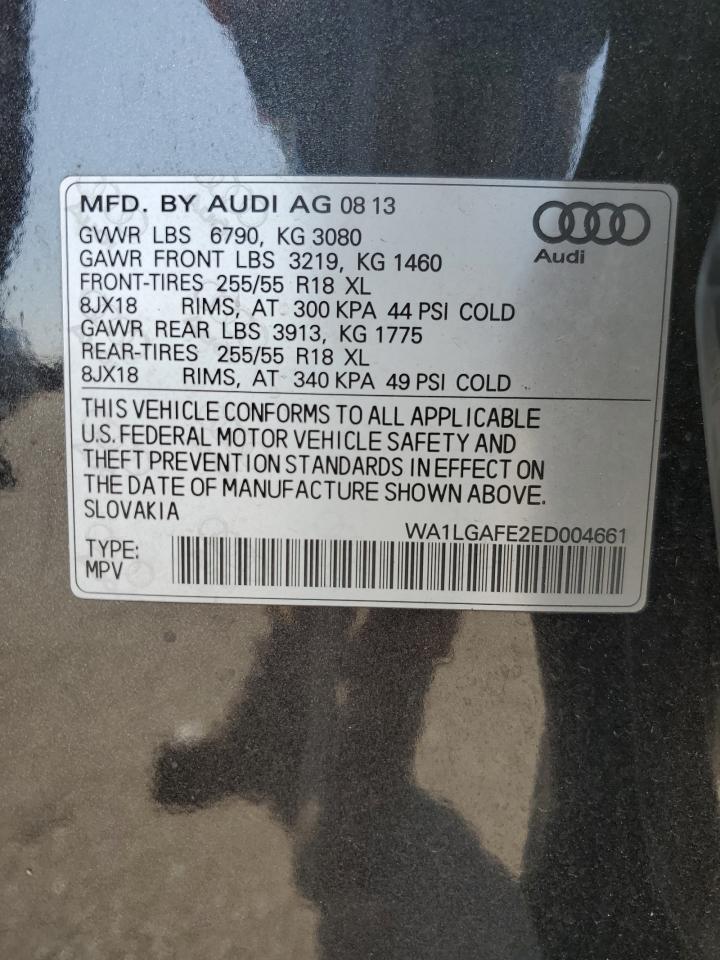 MFD. BY AUDI AG 08 13
GVWR LBS 6790, KG 3080
GAWR FRONT LBS 3219, KG 1460
FRONT-TIRES 255/55 R18 XL
8JX18 RIMS, AT 300 KPA 44 PSI COLD
GAWR REAR LBS 3913, KG 1775
REAR-TIRES 255/55 R18 XL
8JX18 RIMS, AT 340 KPA 49 PSI COLD
Audi
THIS VEHICLE CONFORMS TO ALL APPLICABLE
U.S. FEDERAL MOTOR VEHICLE SAFETY AND
THEFT PREVENTION STANDARDS IN EFFECT ON
THE DATE OF MANUFACTURE SHOWN ABOVE.
SLOVAKIA
WA1LGAFE2ED004661
TYPE:
MPV